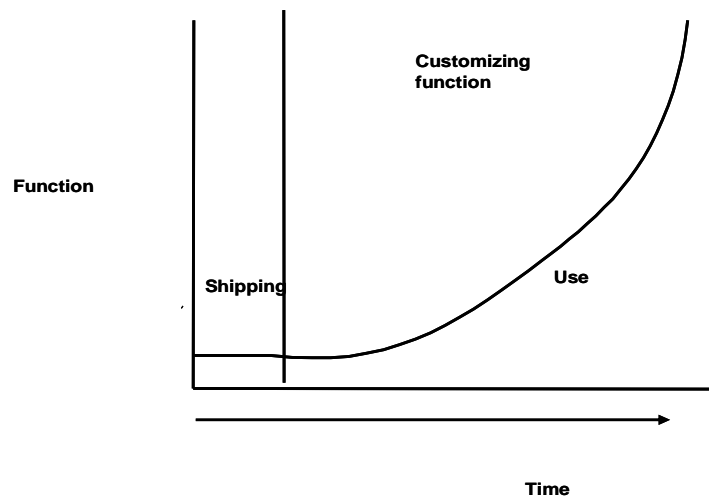 Customizing
function
Function
Shipping
Use
Time